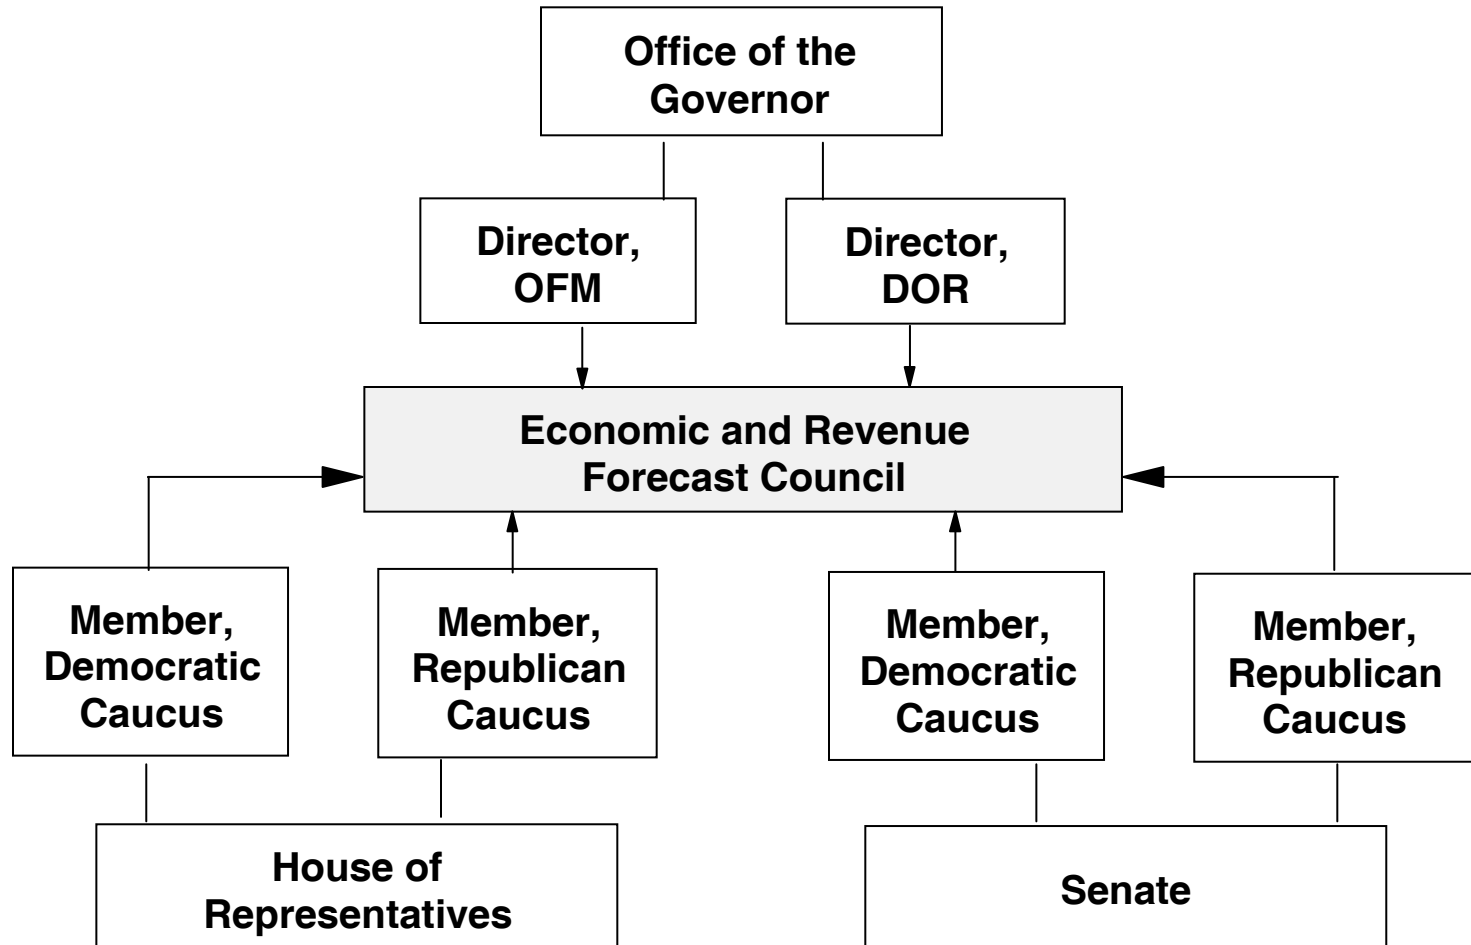 Office of the
Governor
Director,
OFM
Director,
DOR
Economic and Revenue
Forecast Council
Member,
Democratic
Caucus
Member,
Republican
Caucus
Member,
Democratic
Caucus
Member,
Republican
Caucus
House of
Representatives
Senate